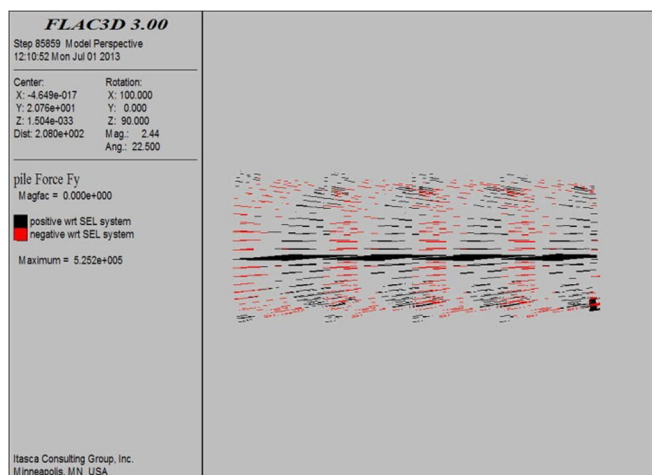 FLAC3D 3.00
Step 85859 Model Perspective
12:10:52 Mon Jul 01 2013
Center:
X: -4.649e-017
Y: 2.076e+001
Z: 1.504e-033
Dist: 2.080e+002
Rotation:
X: 100.000
Y: 0.000
Z: 90.000
Mag.: 2.44
Ang.: 22.500
pile Force Fy
Magfac = 0.000e+000
positive wrt SEL system
negative wrt SEL system
Maximum = 5.252e+005
Itasca Consulting Group, Inc.
Minneapolis, MN USA